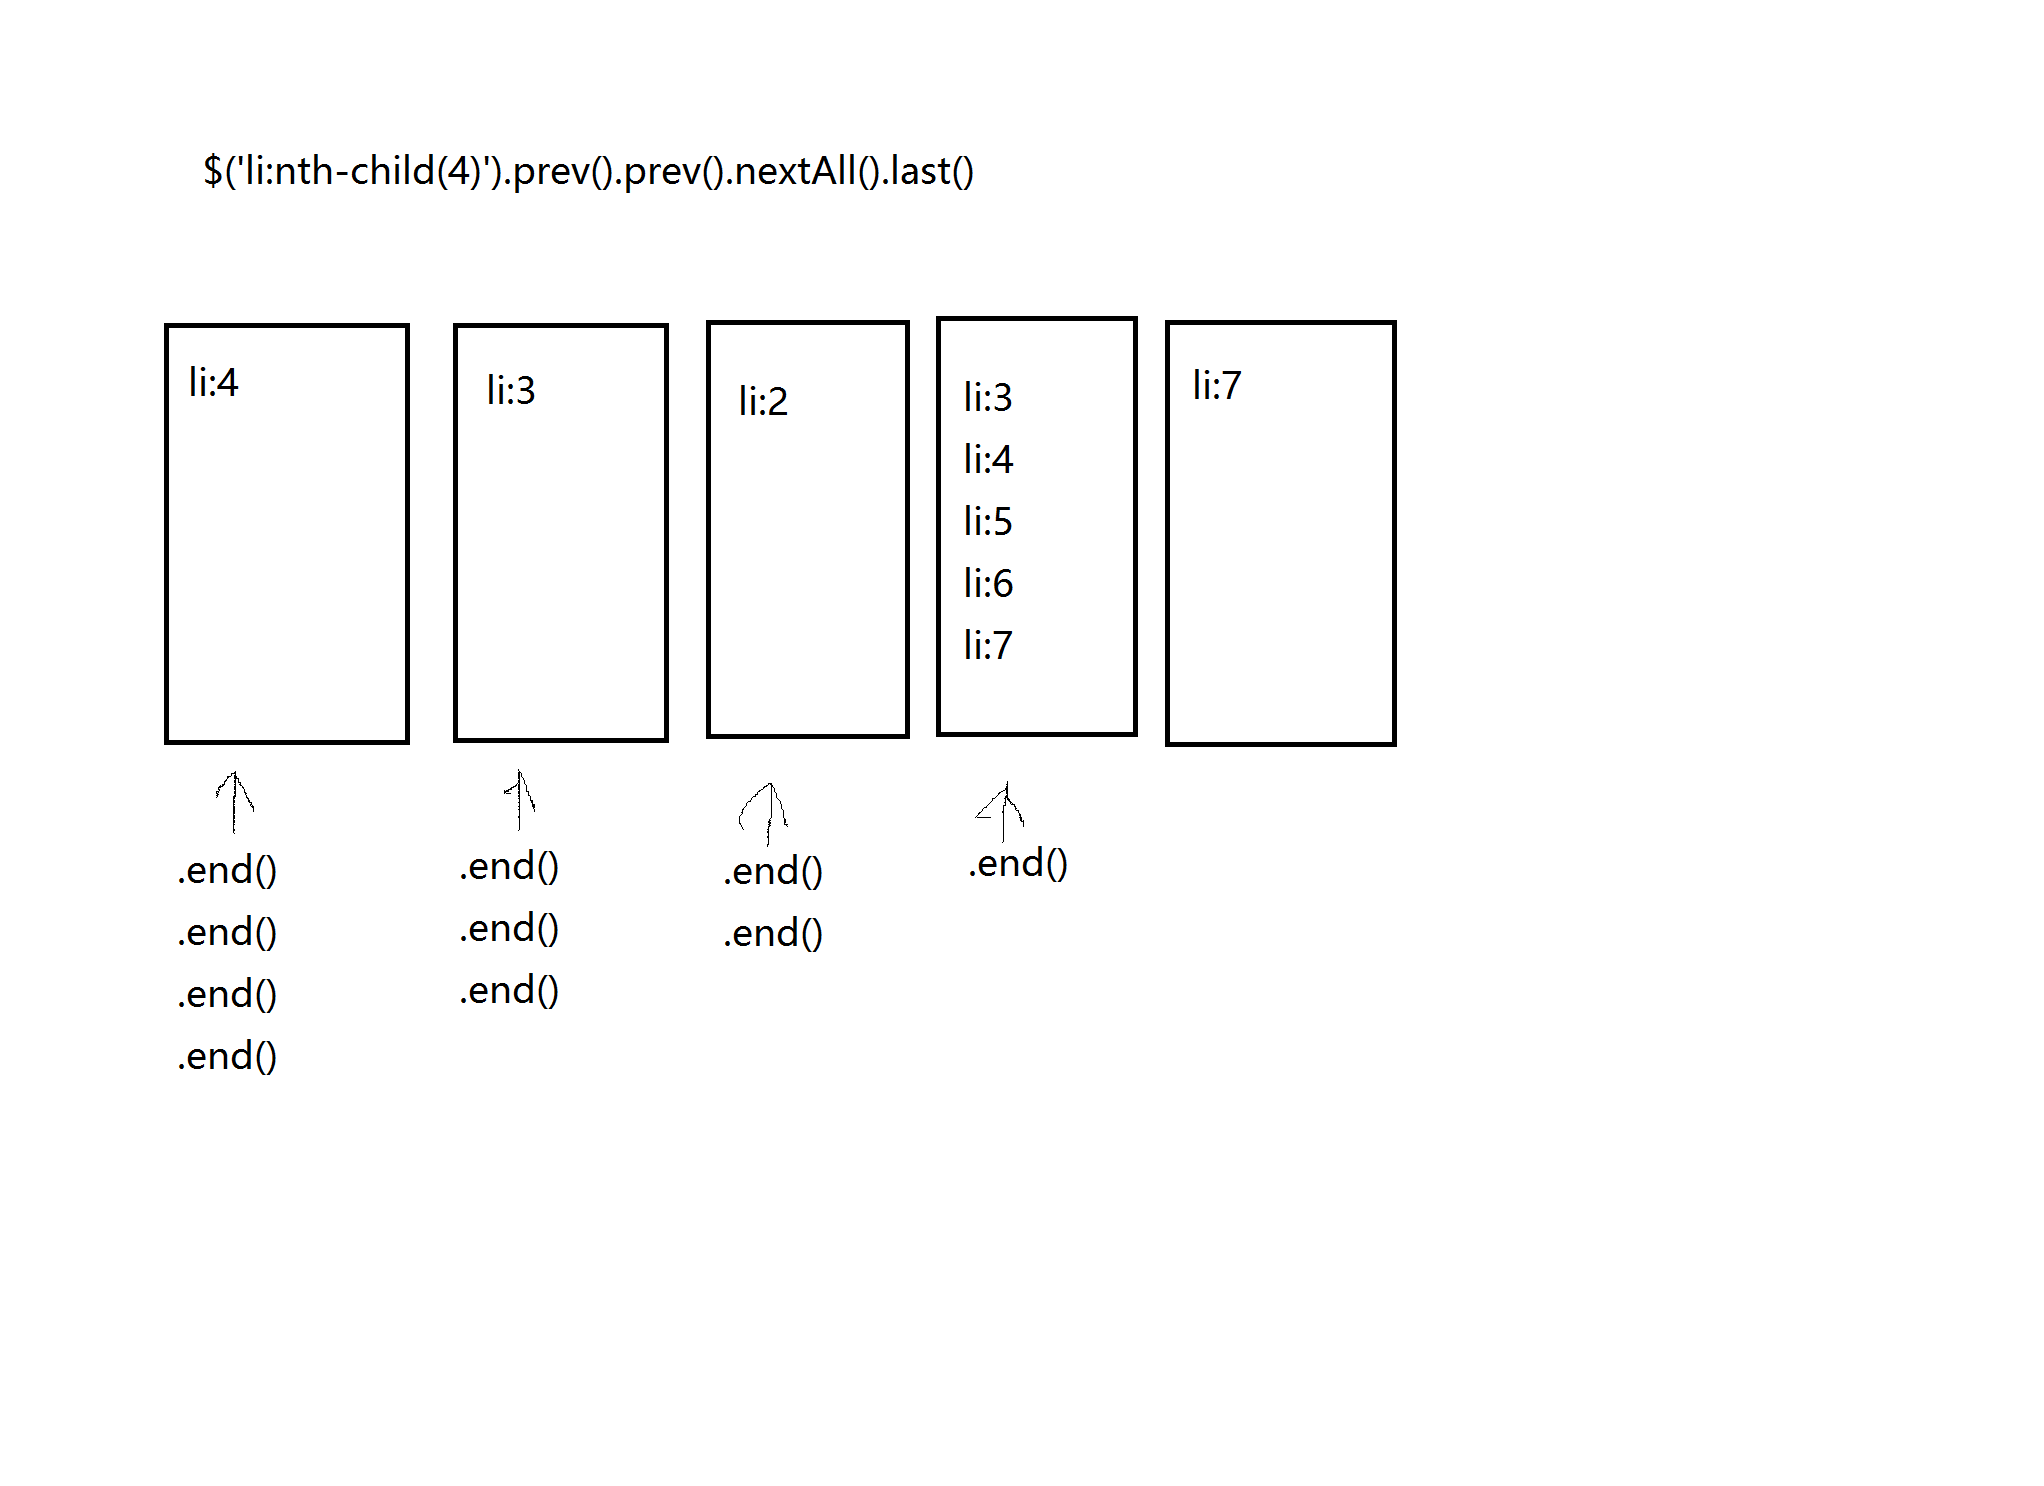 $('li:nth-child(4)').prev().prev().nextAll().last()
li:4
li:3
li:2
li:3
li:4
li:5
li:6
li:7
li:7
.end()
.end()
.end()
.end()
.end()
.end()
.end()
.end()
.end()
.end()